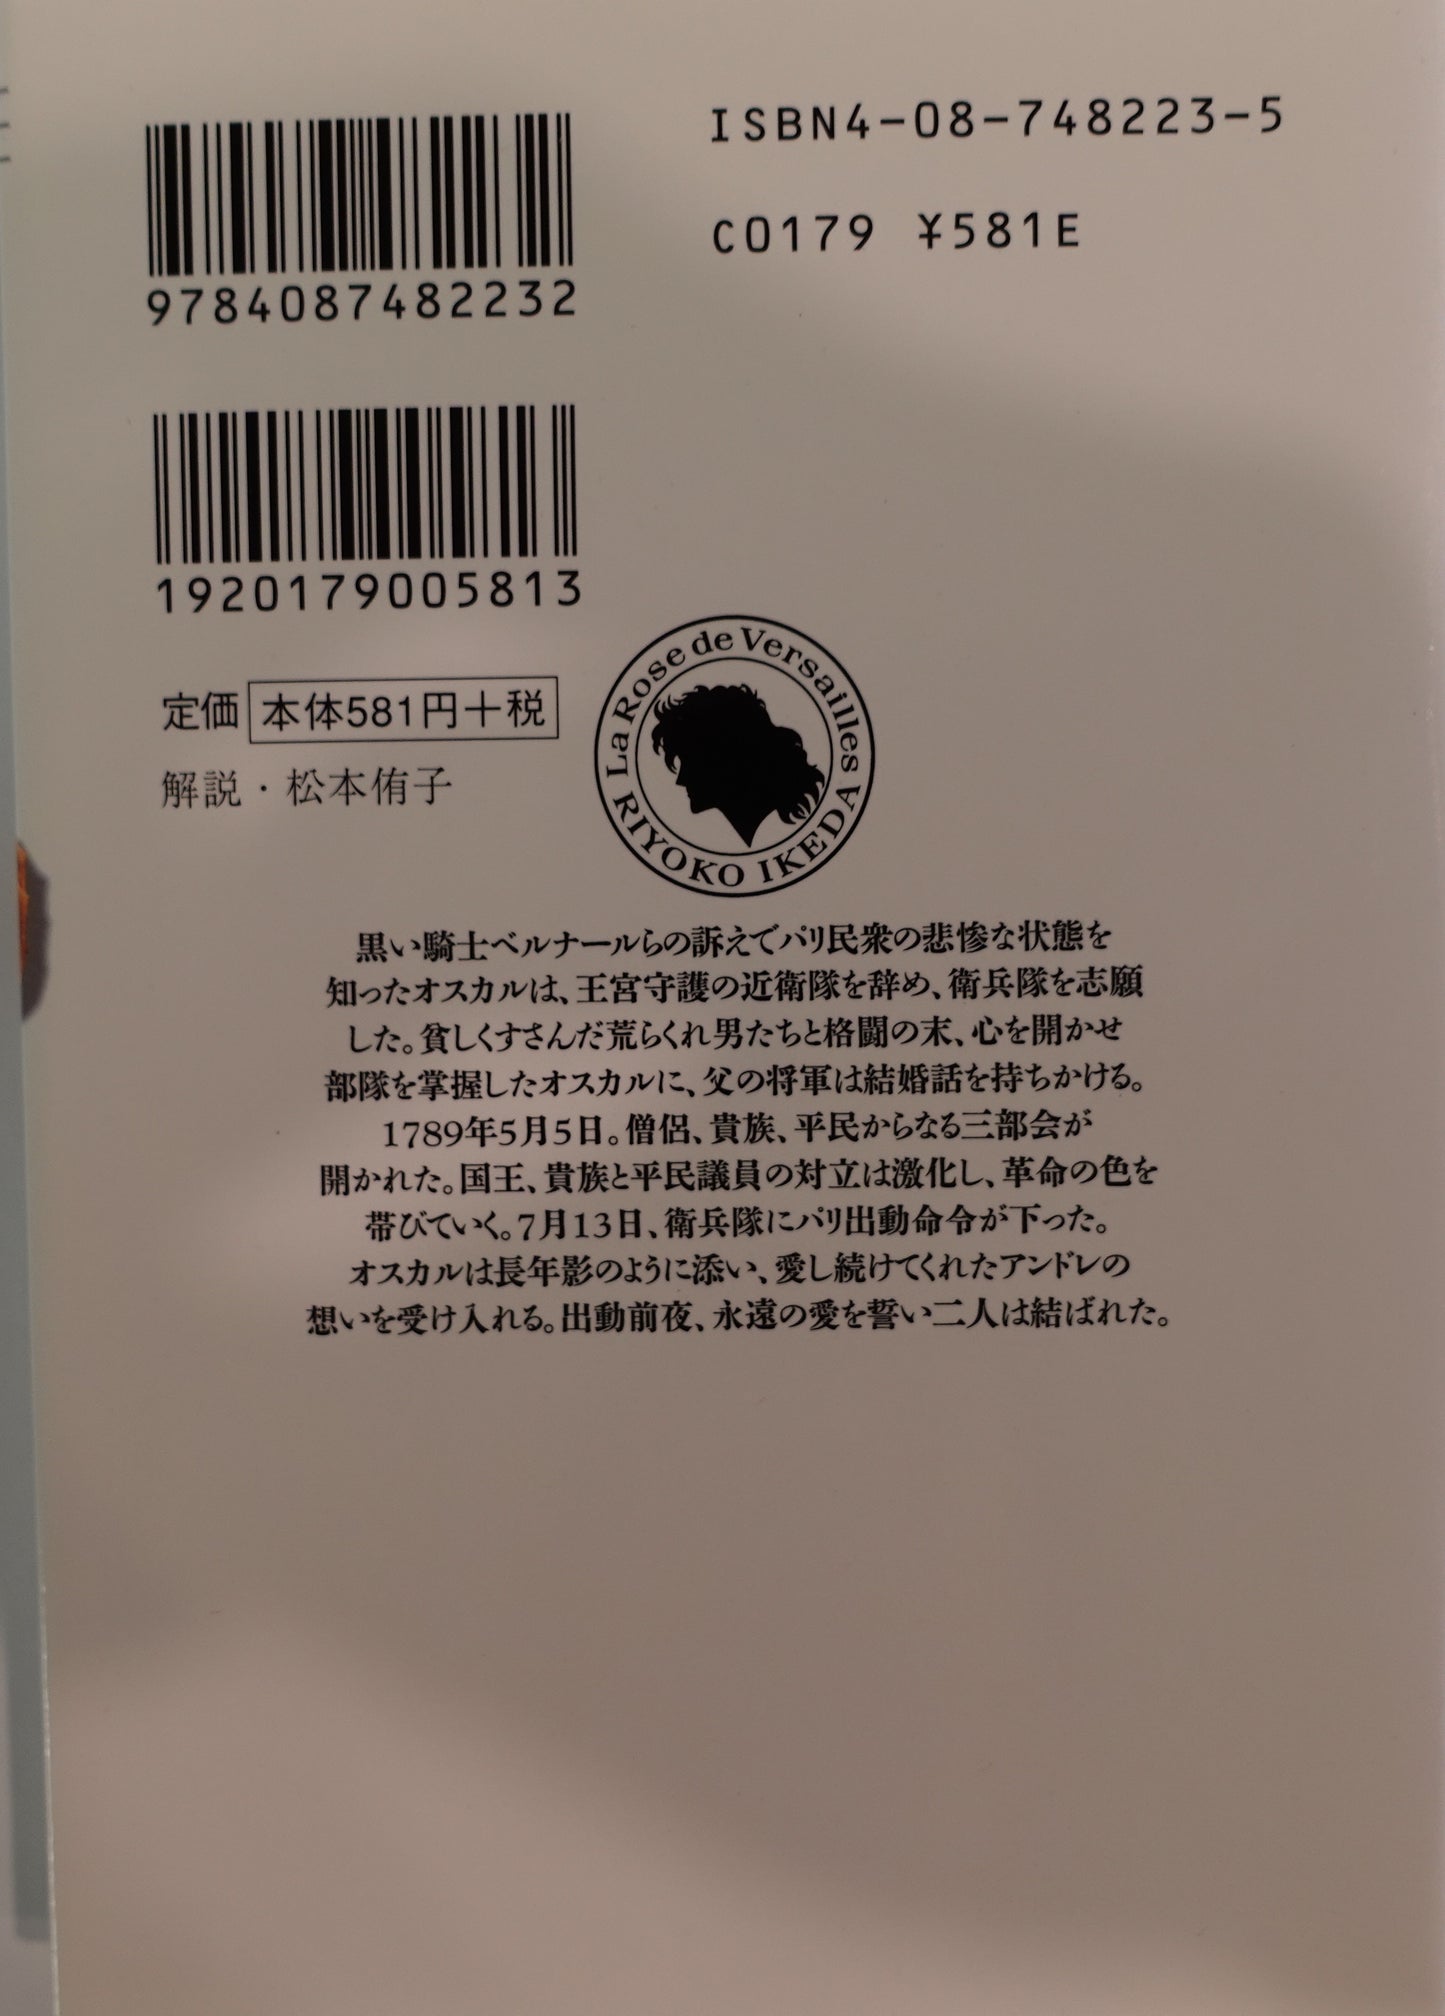 ISBN4-08-748223-5
C0179 ¥581E
9784087482232
1920179005813
定価 本体581円+税
解説・松本侑子
La Rose de Versailles
RIYOKO IKEDA
黒い騎士ベルナールらの訴えでパリ民衆の悲惨な状態を
知ったオスカルは、王宮守護の近衛隊を辞め、衛兵隊を志願
した。貧しくすさんだ荒らくれ男たちと格闘の末、心を開かせ
部隊を掌握したオスカルに、父の将軍は結婚話を持ちかける。
1789年5月5日。僧侶、貴族、平民からなる三部会が
開かれた。国王、貴族と平民議員の対立は激化し、革命の色を
帯びていく。7月13日、衛兵隊にパリ出動命令が下った。
オスカルは長年影のように添い、愛し続けてくれたアンドレの
想いを受け入れる。出動前夜、永遠の愛を誓い二人は結ばれた。